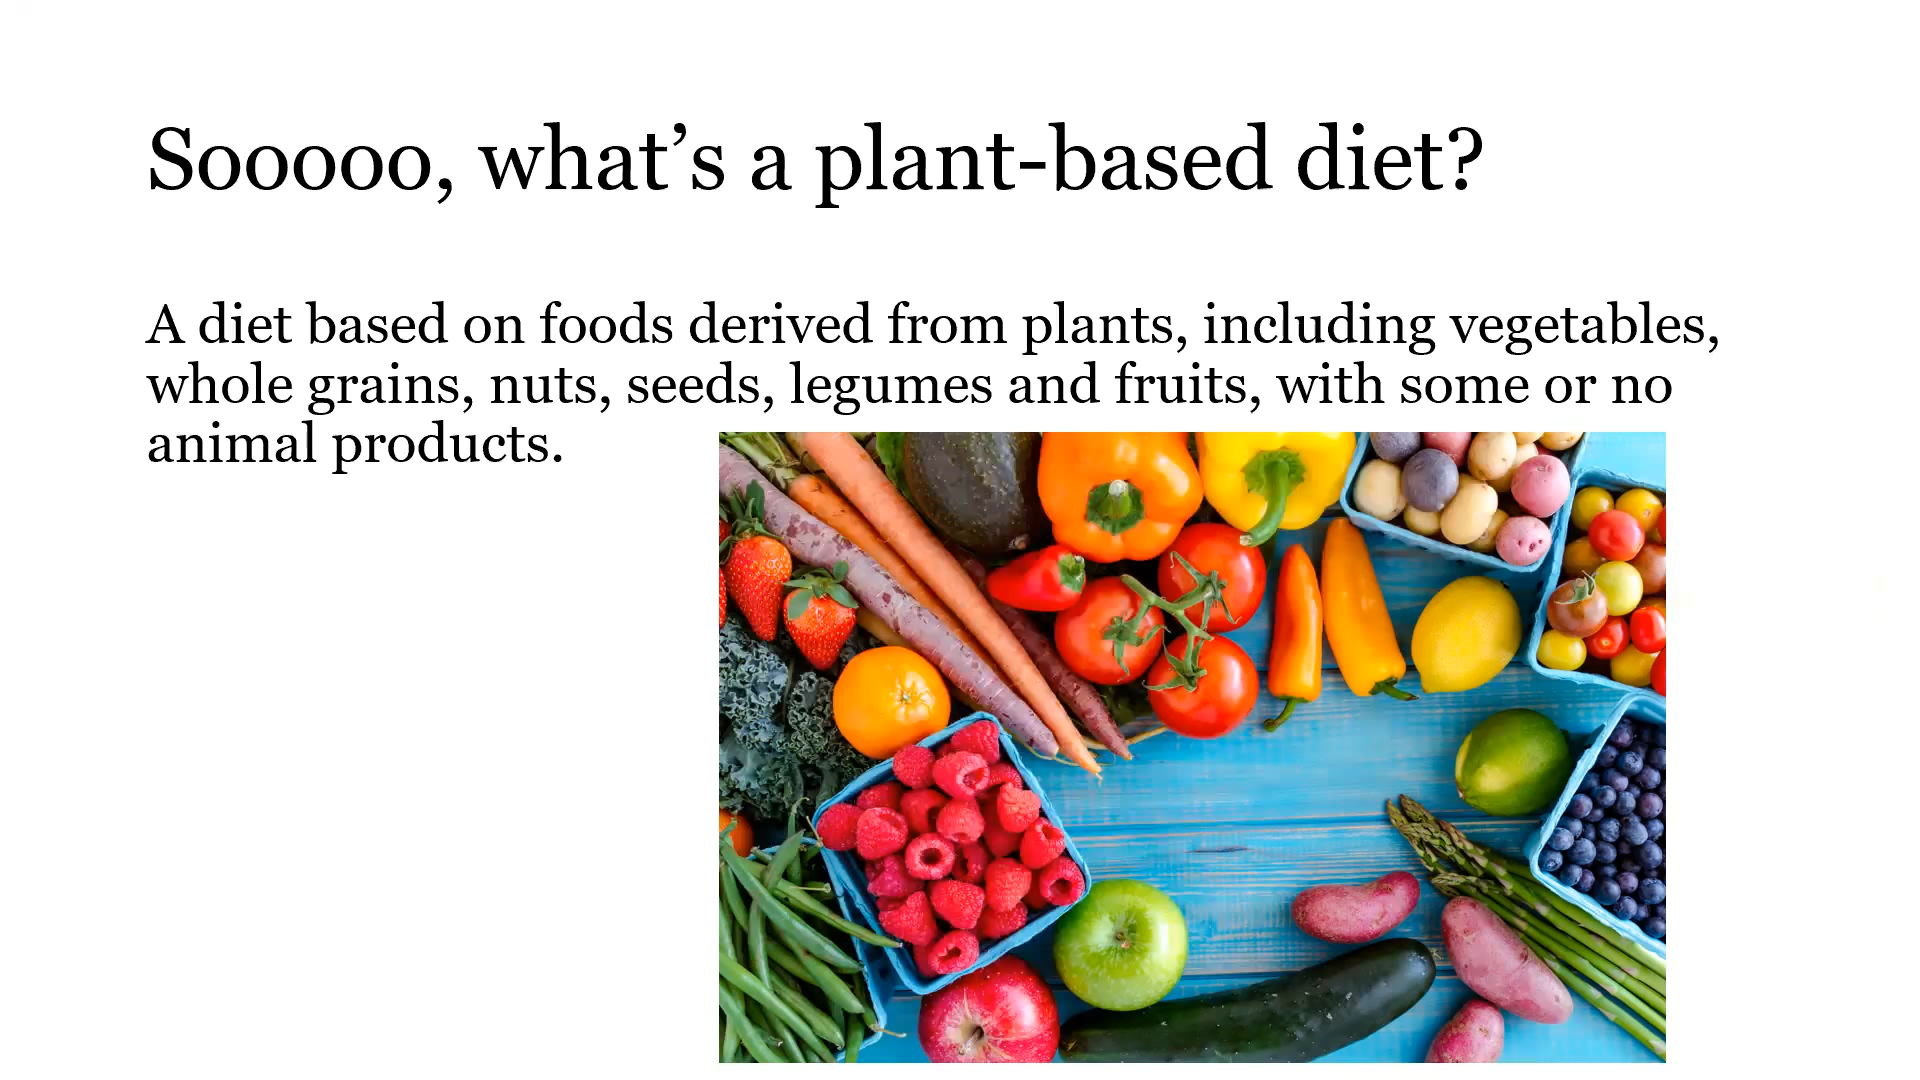 Sooooo, what’s a plant-based diet?
A diet based on foods derived from plants, including vegetables,
whole grains, nuts, seeds, legumes and fruits, with some or no
animal products.